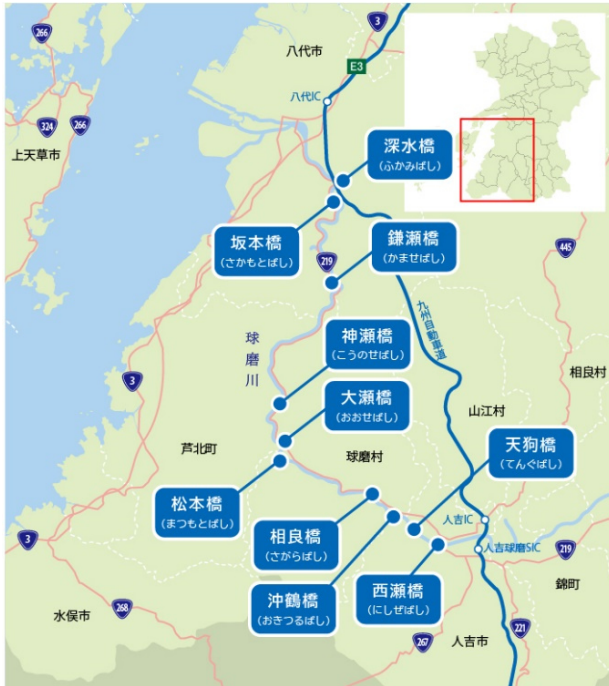 266
3
八代市
E3
八代IC
324
266
上天草市
深水橋
(ふかみばし)
坂本橋
(さかもとばし)
鎌瀬橋
(かませばし)
219
445
九州自動車道
球磨川
神瀬橋
(こうのせばし)
相良村
3
大瀬橋
(おおせばし)
山江村
芦北町
球磨村
天狗橋
(てんぐばし)
松本橋
(まつもとばし)
相良橋
(さがらばし)
人吉IC
3
人吉球磨SIC
219
沖鶴橋
(おきつるばし)
西瀬橋
(にしぜばし)
錦町
水俣市
268
267
人吉市
221